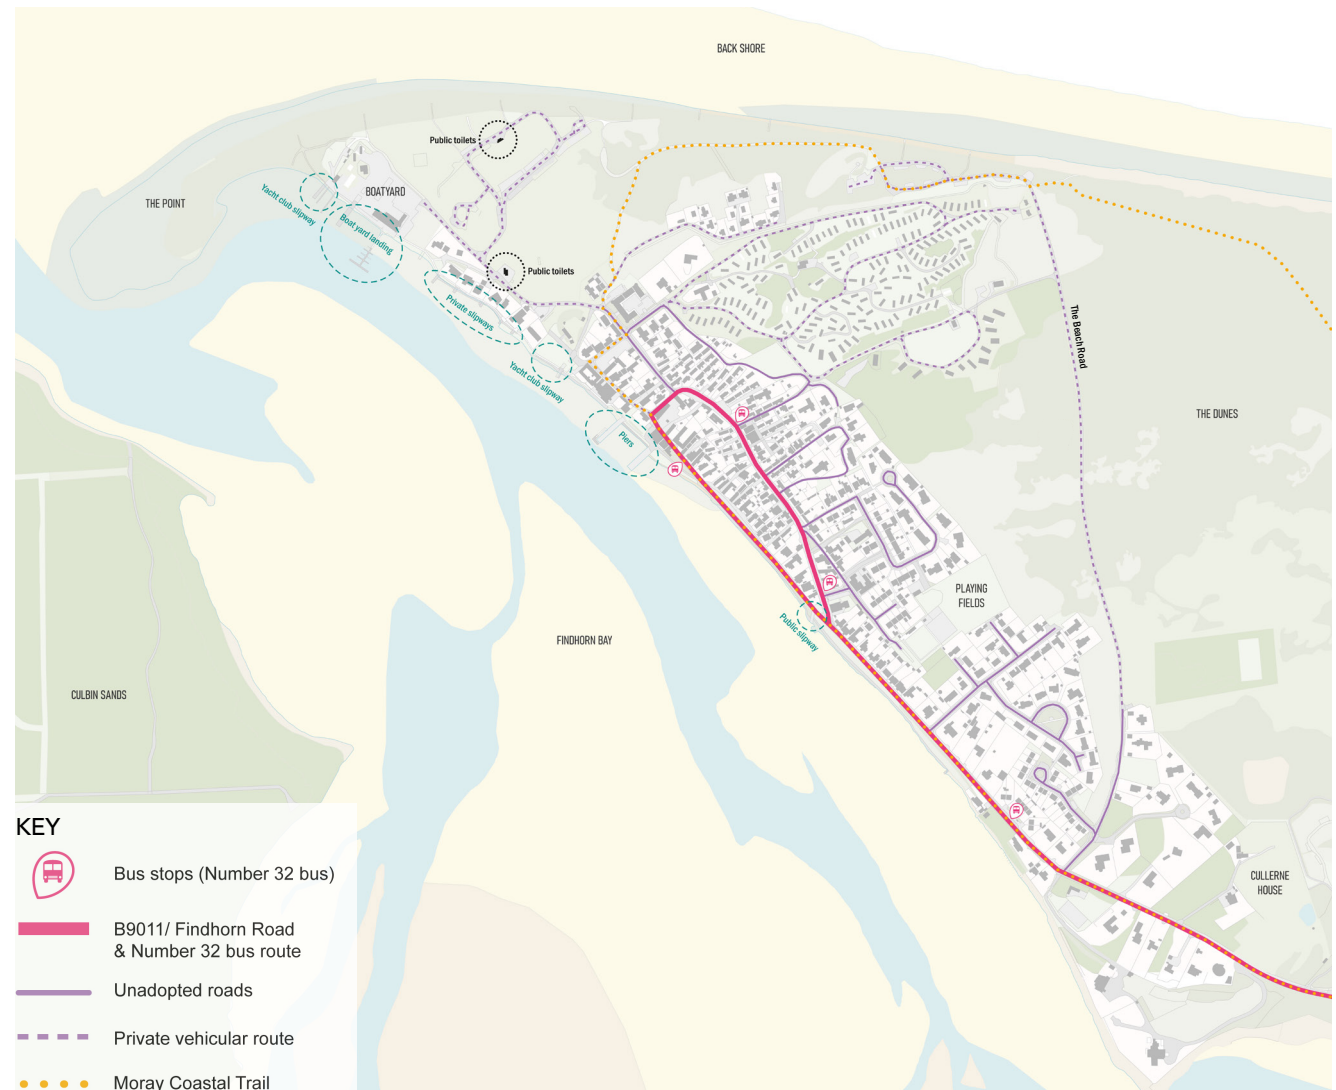 BACK SHORE
Public toilets
BOATYARD
Yacht club slipway
THE POINT
Boat yard landing
Public toilets
Private slipways
The Beach Road
Yacht club slipway
THE DUNES
Piers
PLAYING
FIELDS
Public slipway
FINDHORN BAY
CULBIN SANDS
CULLERNE
HOUSE
KEY
Bus stops (Number 32 bus)
B9011/ Findhorn Road
& Number 32 bus route
Unadopted roads
Private vehicular route
Moray Coastal Trail